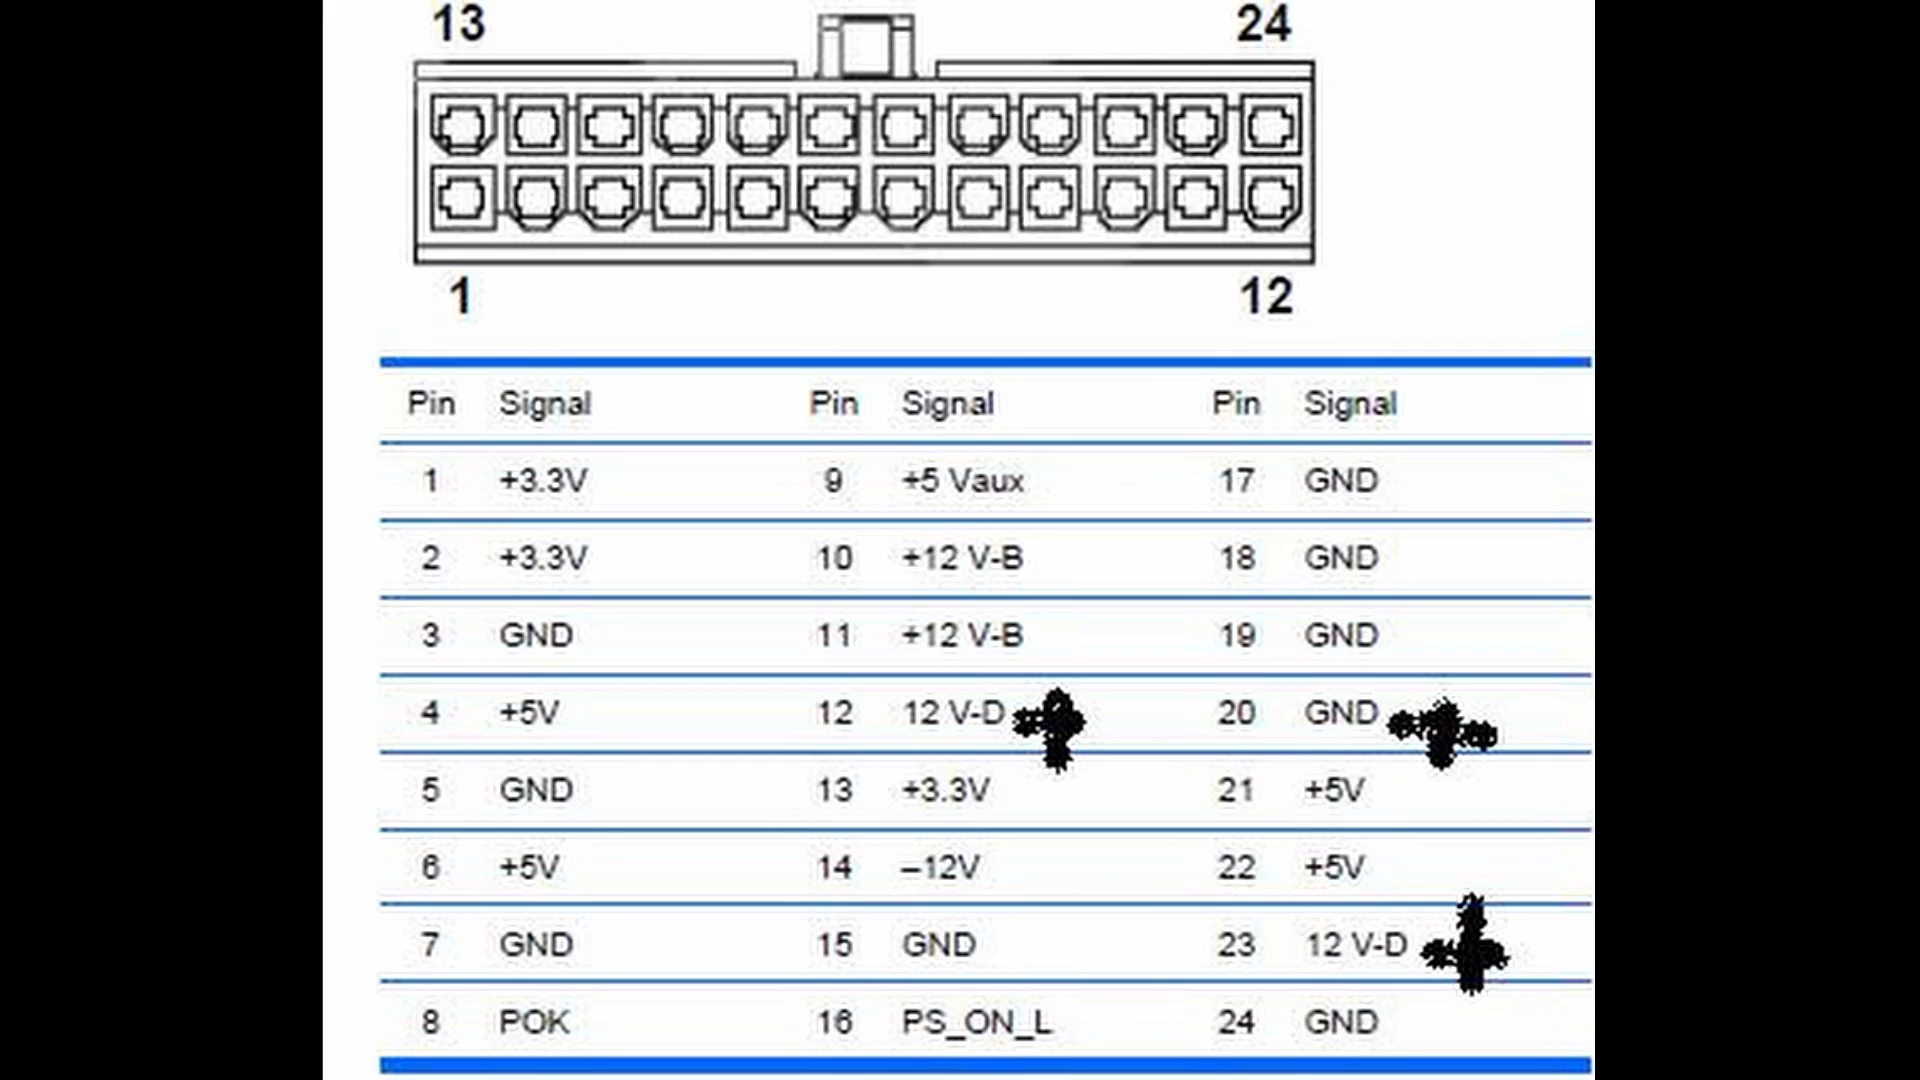 13 24
1 12
Pin Signal Pin Signal Pin Signal
1 +3.3V 9 +5 Vaux 17 GND
2 +3.3V 10 +12 V-B 18 GND
3 GND 11 +12 V-B 19 GND
4 +5V 12 12 V-D 20 GND
5 GND 13 +3.3V 21 +5V
6 +5V 14 –12V 22 +5V
7 GND 15 GND 23 12 V-D
8 POK 16 PS_ON_L 24 GND